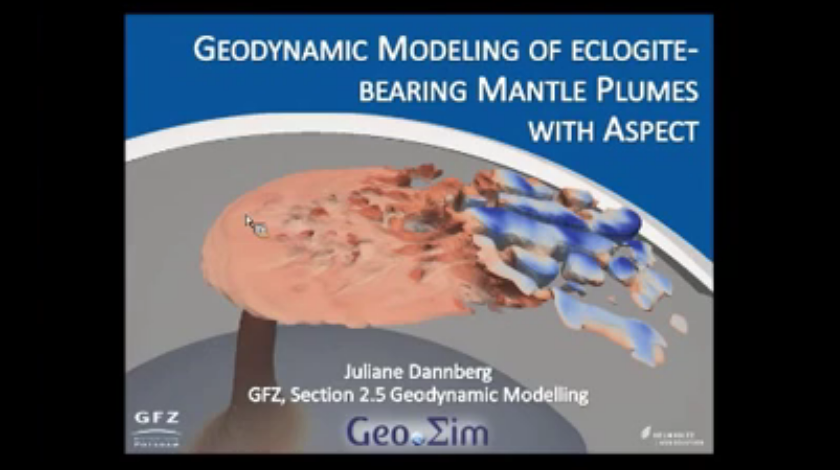 GEODYNAMIC MODELING OF ECLOGITE-
BEARING MANTLE PLUMES
WITH ASPECT
Juliane Dannberg
GFZ, Section 2.5 Geodynamic Modelling
GFZ
Geo.Σim